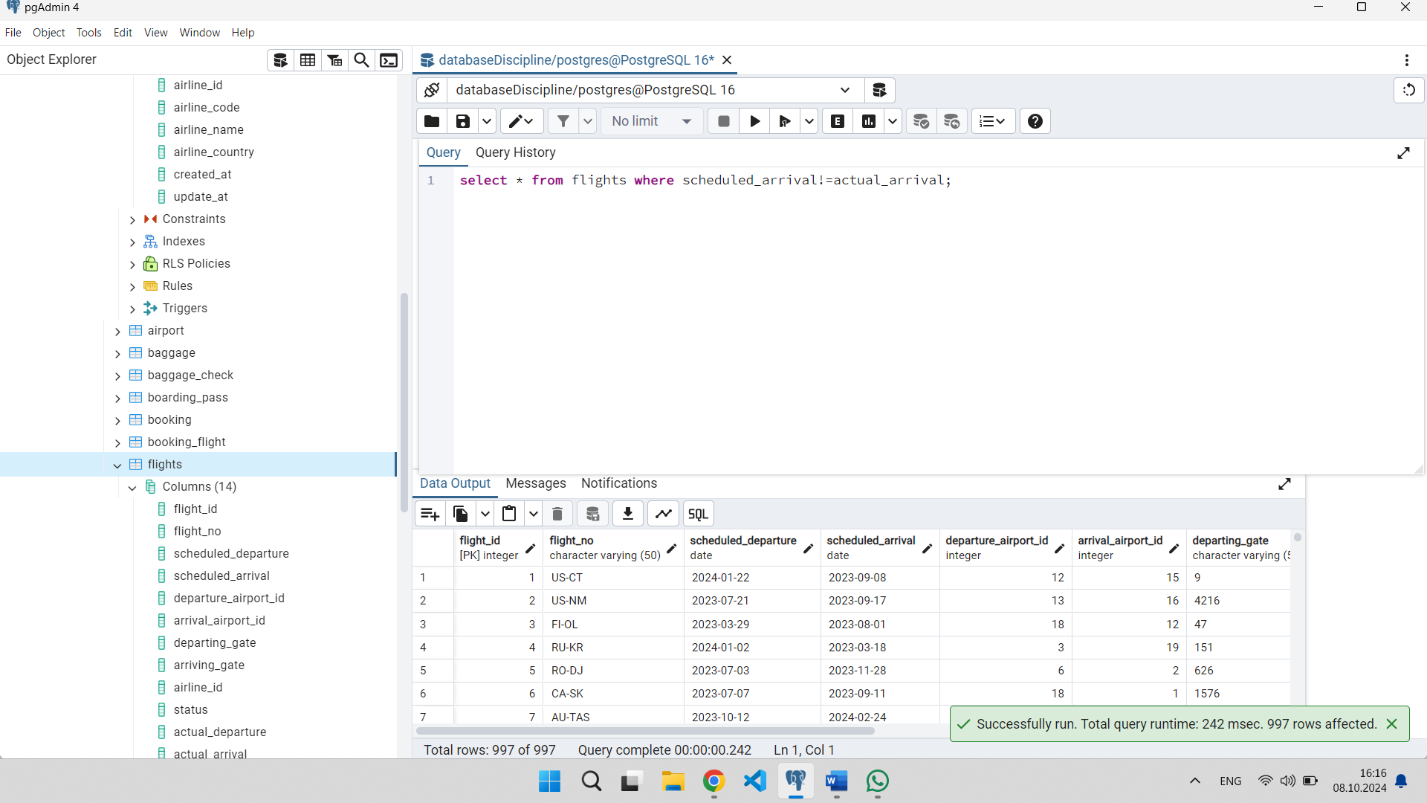 pgAdmin 4
File Object Tools Edit View Window Help
Object Explorer
airline_id
airline_code
airline_name
airline_country
created_at
update_at
Constraints
Indexes
RLS Policies
Rules
Triggers
airport
baggage
baggage_check
boarding_pass
booking
booking_flight
flights
Columns (14)
flight_id
flight_no
scheduled_departure
scheduled_arrival
departure_airport_id
arrival_airport_id
departing_gate
arriving_gate
airline_id
status
actual_departure
actual_arrival
databaseDiscipline/postgres@PostgreSQL 16*
databaseDiscipline/postgres@PostgreSQL 16
No limit
E
Query Query History
1 select * from flights where scheduled_arrival!=actual_arrival;
Data Output Messages Notifications
SQL
flight_id flight_no scheduled_departure scheduled_arrival departure_airport_id arrival_airport_id departing_gate
[PK] integer character varying (50) date date integer integer character varying (5
1 1 US-CT 2024-01-22 2023-09-08 12 15 9
2 2 US-NM 2023-07-21 2023-09-17 13 16 4216
3 3 FI-OL 2023-03-29 2023-08-01 18 12 47
4 4 RU-KR 2024-01-02 2023-03-18 3 19 151
5 5 RO-DJ 2023-07-03 2023-11-28 6 2 626
6 6 CA-SK 2023-07-07 2023-09-11 18 1 1576
7 7 AU-TAS 2023-10-12 2024-02-24
Successfully run. Total query runtime: 242 msec. 997 rows affected.
Total rows: 997 of 997 Query complete 00:00:00.242 Ln 1, Col 1
ENG
16:16
08.10.2024